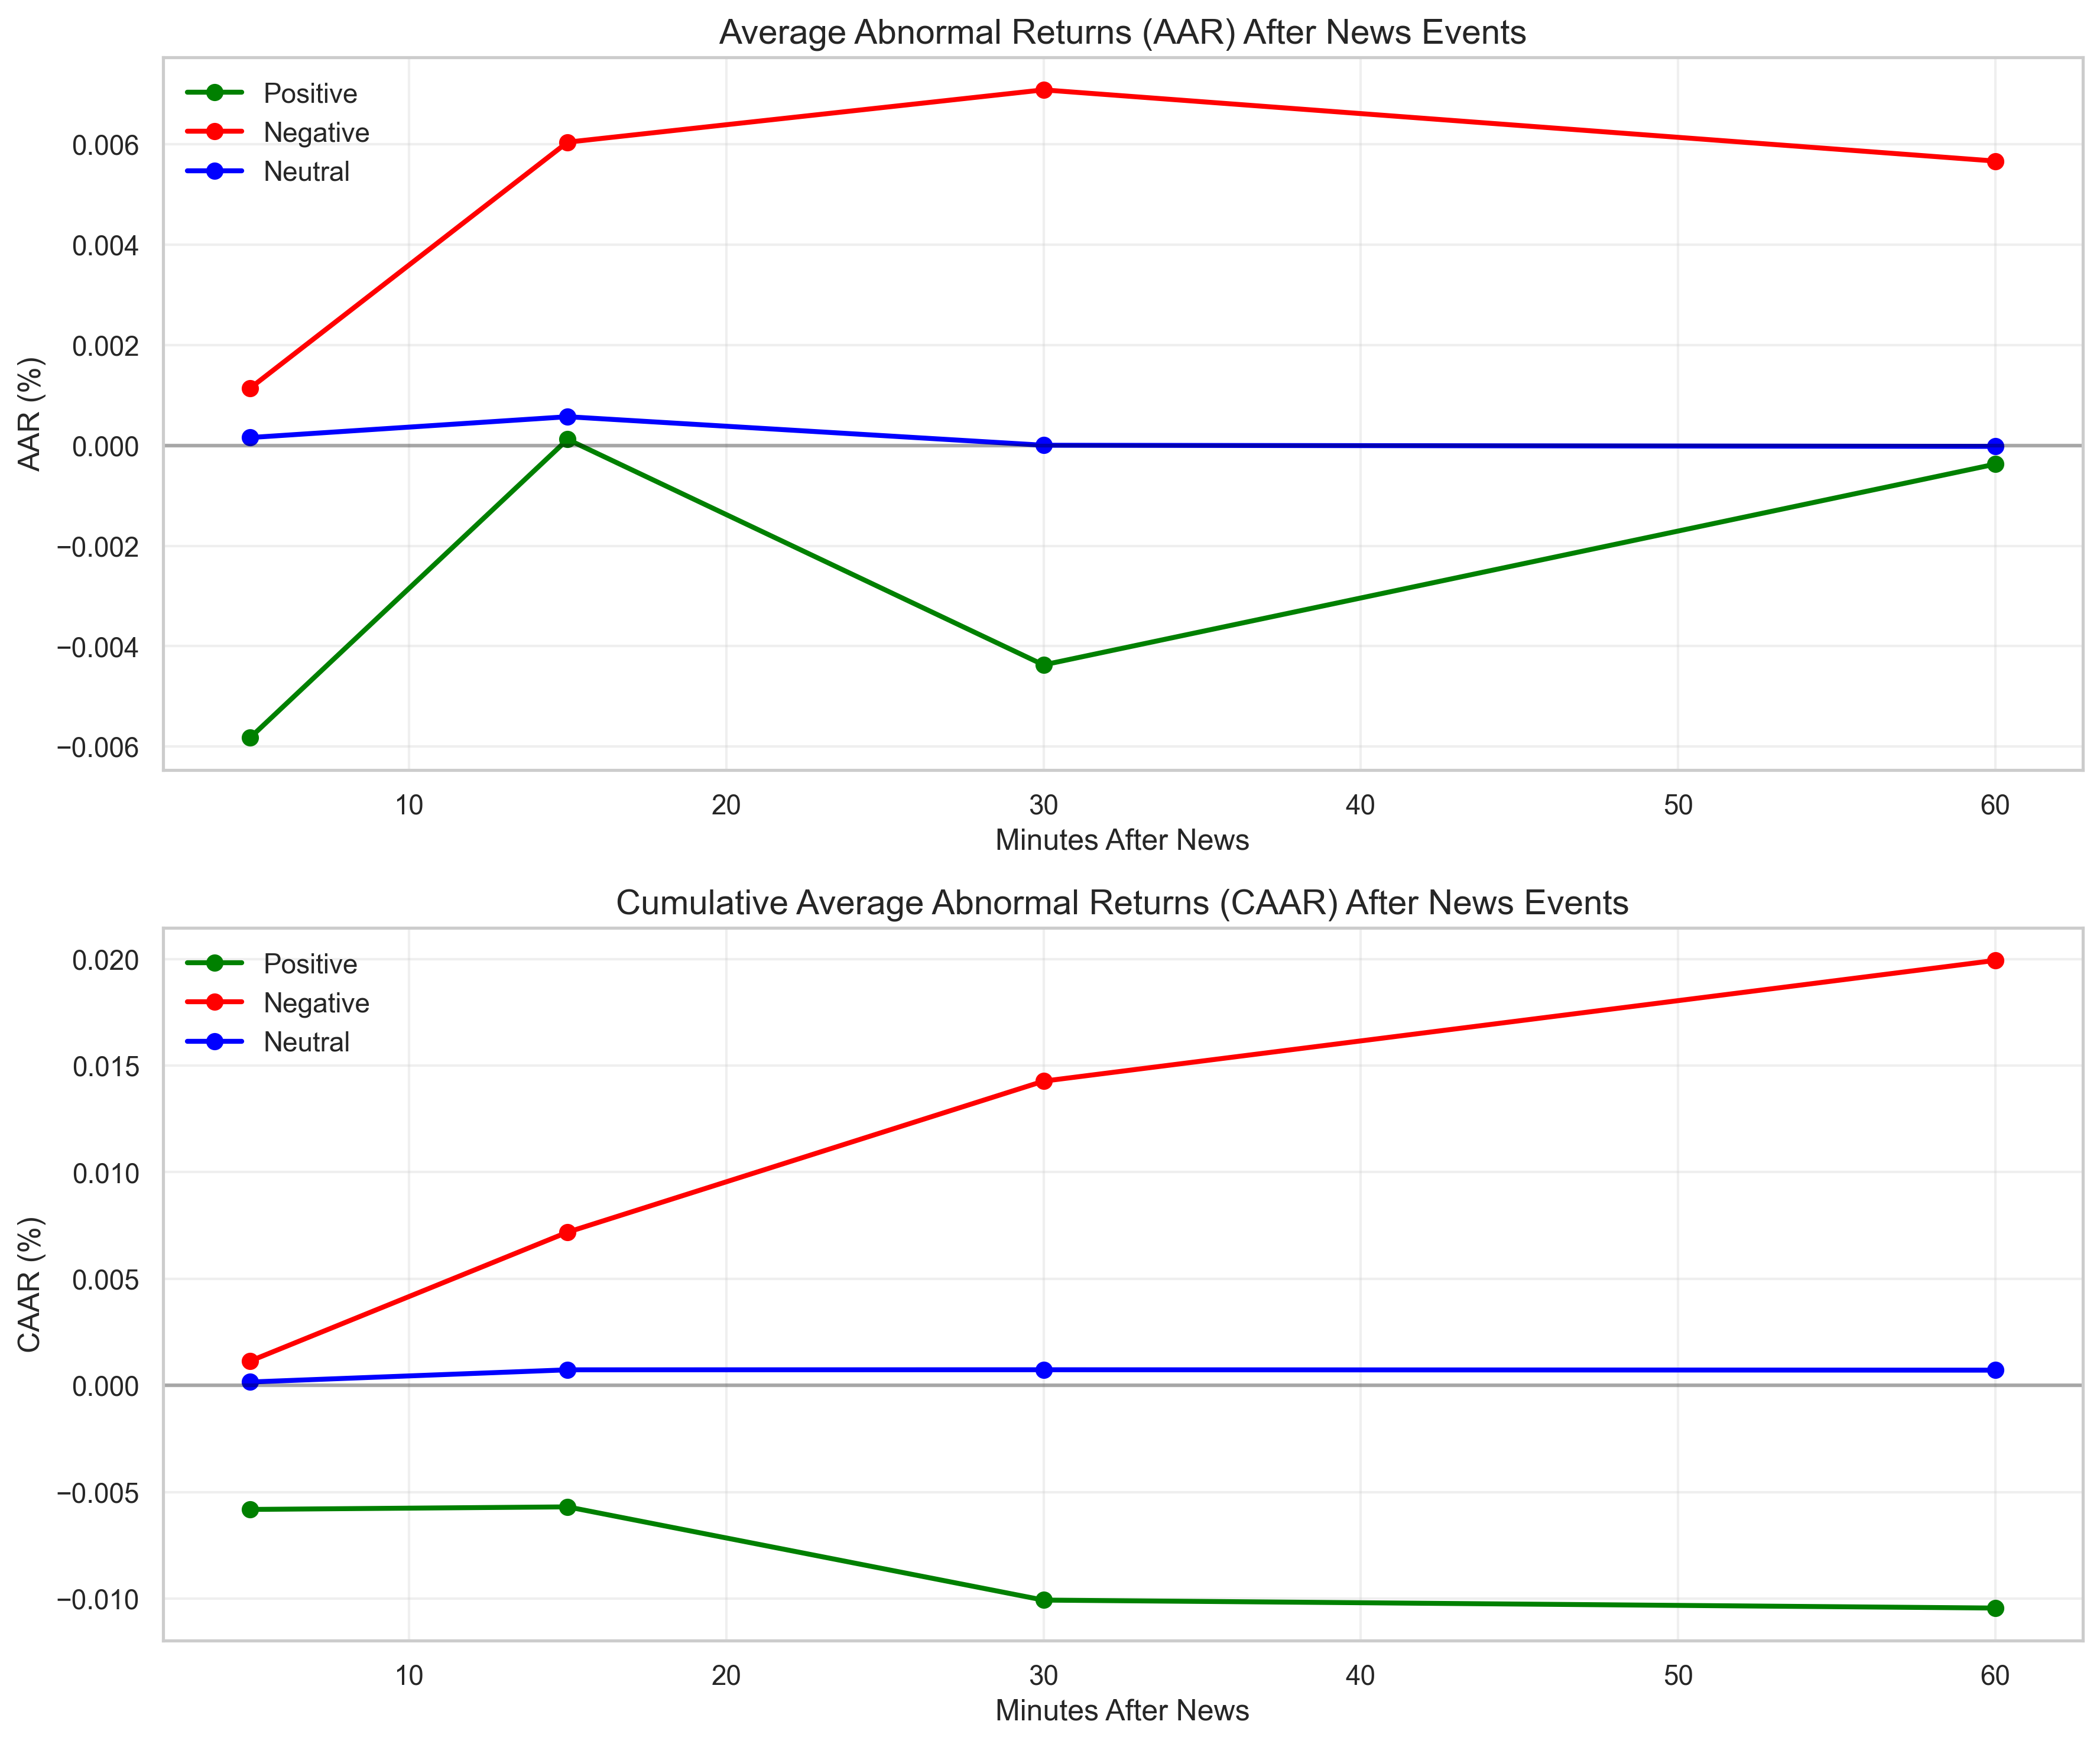 Average Abnormal Returns (AAR) After News Events
Positive
Negative
Neutral
0.006
0.004
0.002
0.000
−0.002
−0.004
−0.006
AAR (%)
10 20 30 40 50 60
Minutes After News
Cumulative Average Abnormal Returns (CAAR) After News Events
Positive
Negative
Neutral
0.020
0.015
0.010
0.005
0.000
−0.005
−0.010
CAAR (%)
10 20 30 40 50 60
Minutes After News